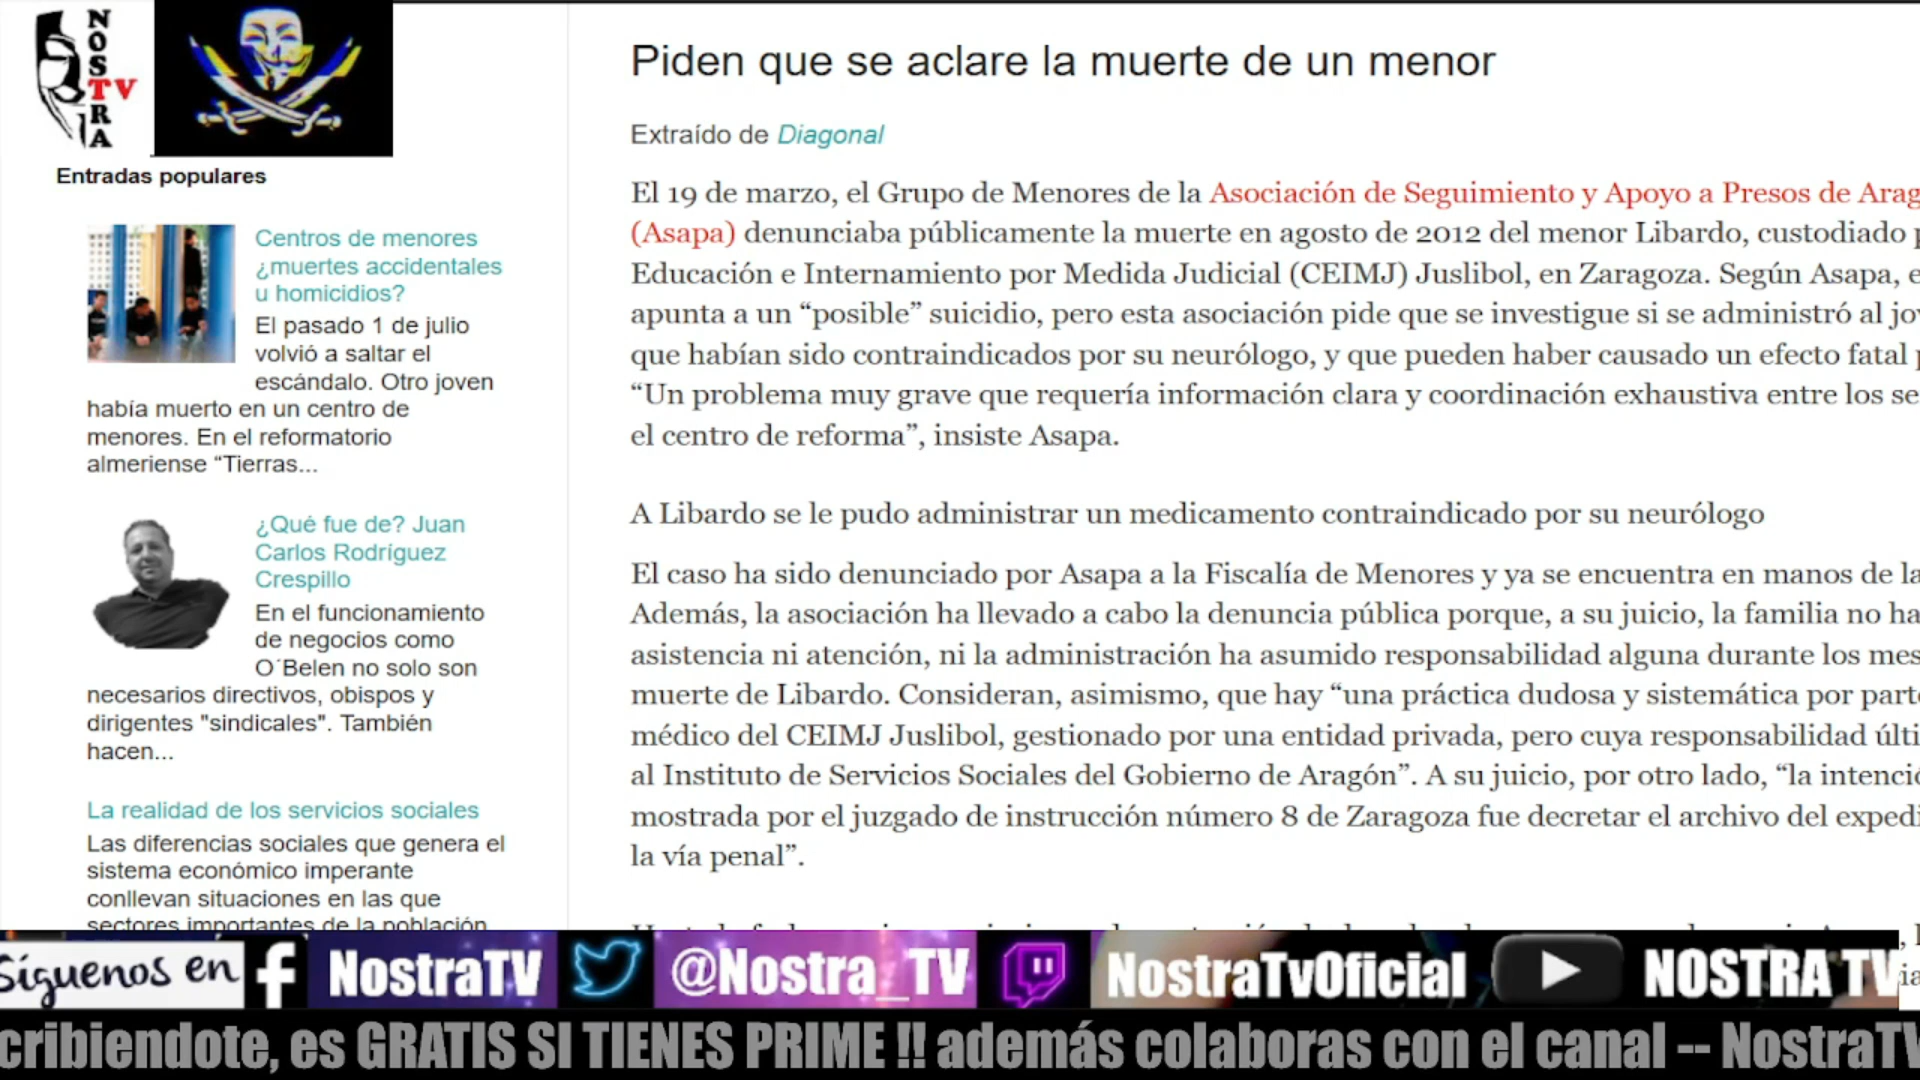 NOSTRA
TV
Entradas populares
Centros de menores
¿muertes accidentales
u homicidios?
El pasado 1 de julio
volvió a saltar el
escándalo. Otro joven
había muerto en un centro de
menores. En el reformatorio
almeriense “Tierras...
¿Qué fue de? Juan
Carlos Rodríguez
Crespillo
En el funcionamiento
de negocios como
O´Belen no solo son
necesarios directivos, obispos y
dirigentes "sindicales". También
hacen...
La realidad de los servicios sociales
Las diferencias sociales que genera el
sistema económico imperante
conllevan situaciones en las que
sectores importantes de la población
Piden que se aclare la muerte de un menor
Extraído de Diagonal
El 19 de marzo, el Grupo de Menores de la Asociación de Seguimiento y Apoyo a Presos de Arag
(Asapa) denunciaba públicamente la muerte en agosto de 2012 del menor Libardo, custodiado p
Educación e Internamiento por Medida Judicial (CEIMJ) Juslibol, en Zaragoza. Según Asapa, e
apunta a un “posible” suicidio, pero esta asociación pide que se investigue si se administró al jo
que habían sido contraindicados por su neurólogo, y que pueden haber causado un efecto fatal p
“Un problema muy grave que requería información clara y coordinación exhaustiva entre los se
el centro de reforma”, insiste Asapa.
A Libardo se le pudo administrar un medicamento contraindicado por su neurólogo
El caso ha sido denunciado por Asapa a la Fiscalía de Menores y ya se encuentra en manos de la
Además, la asociación ha llevado a cabo la denuncia pública porque, a su juicio, la familia no ha
asistencia ni atención, ni la administración ha asumido responsabilidad alguna durante los mes
muerte de Libardo. Consideran, asimismo, que hay “una práctica dudosa y sistemática por part
médico del CEIMJ Juslibol, gestionado por una entidad privada, pero cuya responsabilidad últi
al Instituto de Servicios Sociales del Gobierno de Aragón”. A su juicio, por otro lado, “la intenci
mostrada por el juzgado de instrucción número 8 de Zaragoza fue decretar el archivo del expedi
la vía penal”.
Síguenos en NostraTV @Nostra_TV NostraTvOficial NOSTRA TV
cribiendote, es GRATIS SI TIENES PRIME !! además colaboras con el canal -- NostraTV